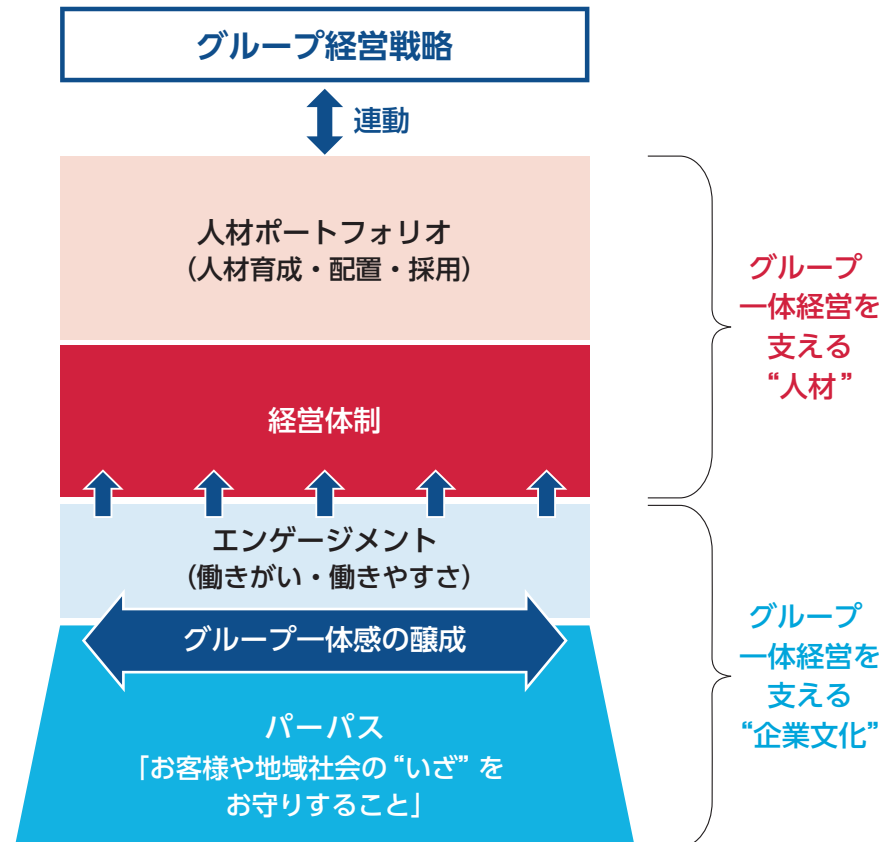 グループ経営戦略
連動
人材ポートフォリオ
（人材育成・配置・採用）
経営体制
グループ
一体経営を
支える
“人材”
エンゲージメント
（働きがい・働きやすさ）
グループ一体感の醸成
パーパス
「お客様や地域社会の“いざ”を
お守りすること」
グループ
一体経営を
支える
“企業文化”